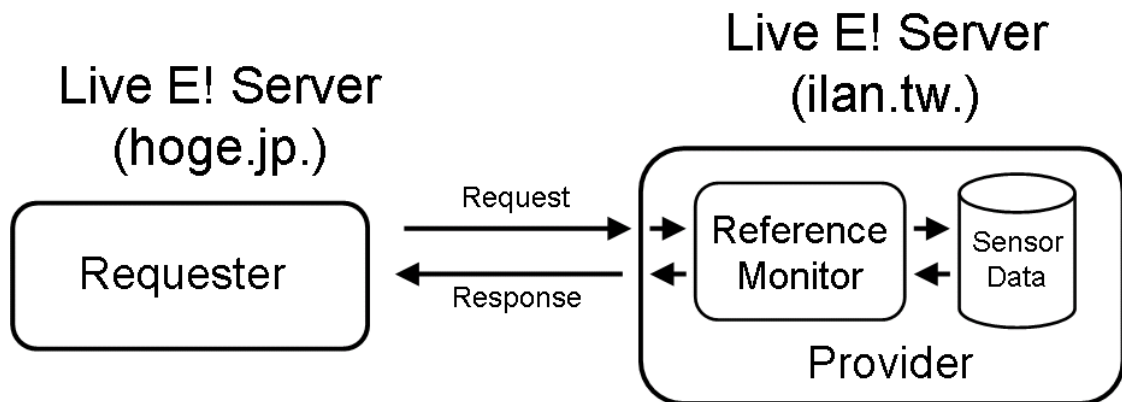 Live E! Server
(hoge.jp.)
Requester
Request
Response
Live E! Server
(ilan.tw.)
Reference
Monitor
Sensor
Data
Provider